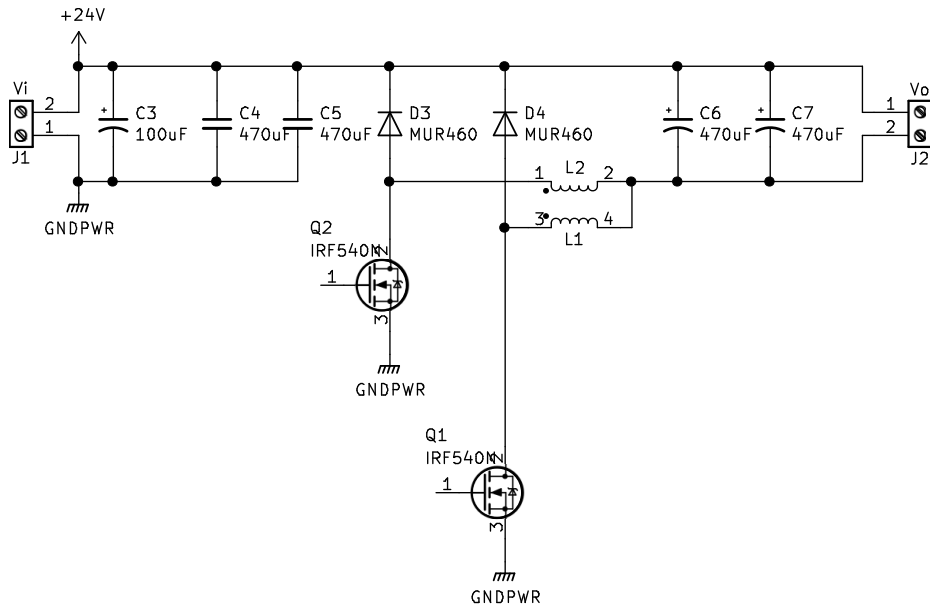 +24V
Vi
2
1
J1
C3
100uF
C4
470uF
C5
470uF
D3
MUR460
D4
MUR460
C6
470uF
C7
470uF
Vo
1
2
J2
+
+
+
GNDPWR
1
L2
2
3
L1
4
Q2
IRF540N
2
1
3
GNDPWR
Q1
IRF540N
2
1
3
GNDPWR